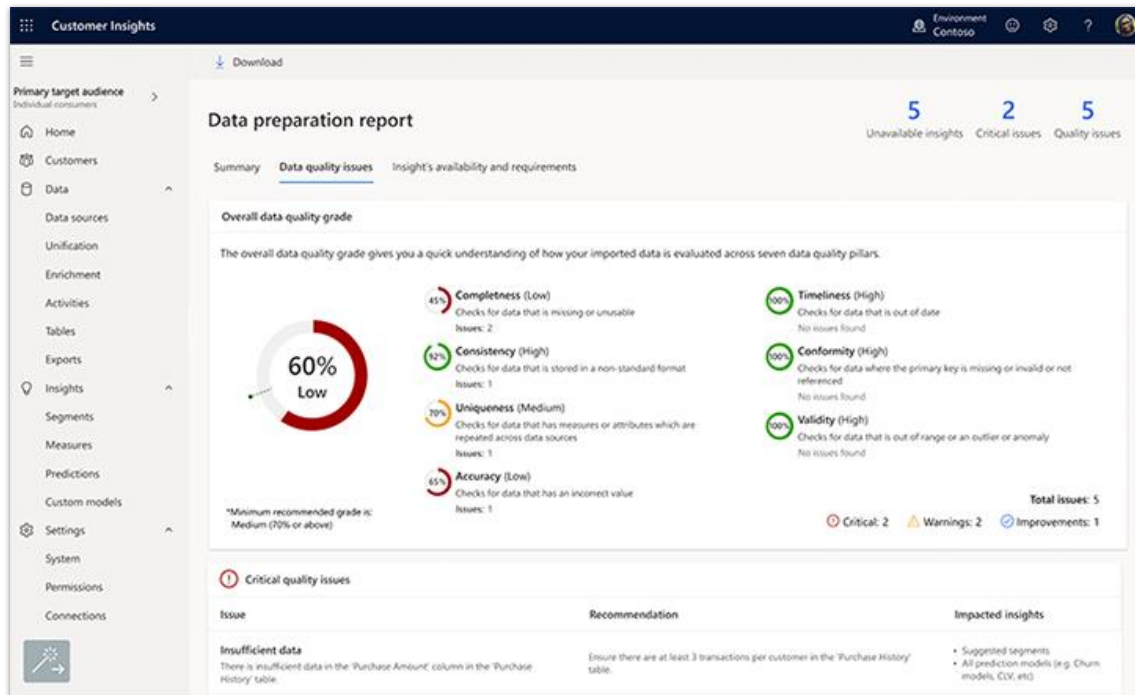 Customer Insights
Environment
Contoso
?
Download
Primary target audience
Individual consumers
Home
Customers
Data
Data sources
Unification
Enrichment
Activities
Tables
Exports
Insights
Segments
Measures
Predictions
Custom models
Settings
System
Permissions
Connections
Data preparation report
5
Unavailable insights
2
Critical issues
5
Quality issues
Summary
Data quality issues
Insight's availability and requirements
Overall data quality grade
The overall data quality grade gives you a quick understanding of how your imported data is evaluated across seven data quality pillars.
60%
Low
*Minimum recommended grade is:
Medium (70% or above)
45%
Completness (Low)
Checks for data that is missing or unusable
Issues: 2
92%
Consistency (High)
Checks for data that is stored in a non-standard format
Issues: 1
70%
Uniqueness (Medium)
Checks for data that has measures or attributes which are
repeated across data sources
Issues: 1
65%
Accuracy (Low)
Checks for data that has an incorrect value
Issues: 1
100%
Timeliness (High)
Checks for data that is out of date
No issues found
100%
Conformity (High)
Checks for data where the primary key is missing or invalid or not
referenced
No issues found
100%
Validity (High)
Checks for data that is out of range or an outlier or anomaly
No issues found
Total issues: 5
Critical: 2
Warnings: 2
Improvements: 1
Critical quality issues
Issue
Recommendation
Impacted insights
Insufficient data
There is insufficient data in the 'Purchase Amount' column in the 'Purchase
History' table.
Ensure there are at least 3 transactions per customer in the 'Purchase History'
table.
• Suggested segments
• All prediction models (e.g. Churn
models, CLV, etc)